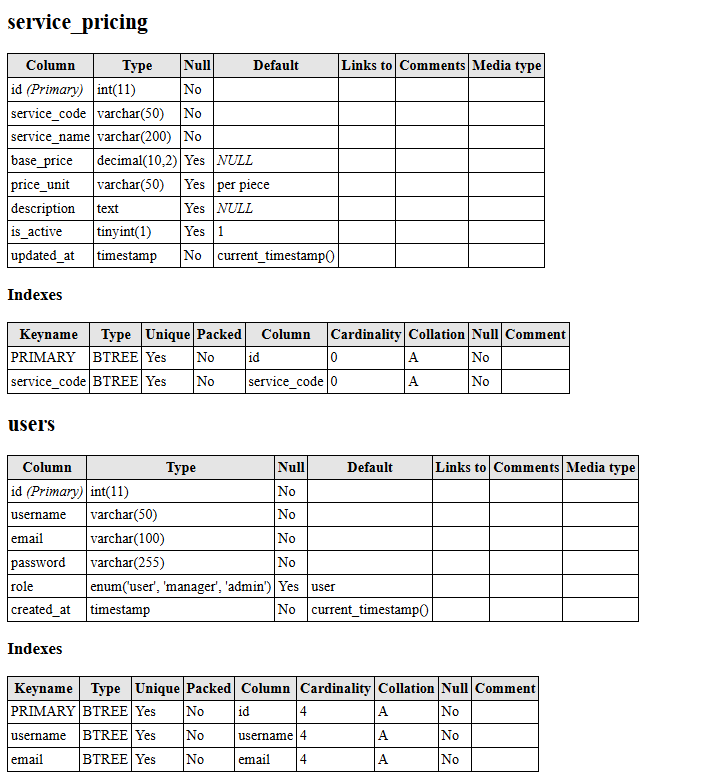 service_pricing
Column Type Null Default Links to Comments Media type
id (Primary) int(11) No
service_code varchar(50) No
service_name varchar(200) No
base_price decimal(10,2) Yes NULL
price_unit varchar(50) Yes per piece
description text Yes NULL
is_active tinyint(1) Yes 1
updated_at timestamp No current_timestamp()
Indexes
Keyname Type Unique Packed Column Cardinality Collation Null Comment
PRIMARY BTREE Yes No id 0 A No
service_code BTREE Yes No service_code 0 A No
users
Column Type Null Default Links to Comments Media type
id (Primary) int(11) No
username varchar(50) No
email varchar(100) No
password varchar(255) No
role enum('user', 'manager', 'admin') Yes user
created_at timestamp No current_timestamp()
Indexes
Keyname Type Unique Packed Column Cardinality Collation Null Comment
PRIMARY BTREE Yes No id 4 A No
username BTREE Yes No username 4 A No
email BTREE Yes No email 4 A No